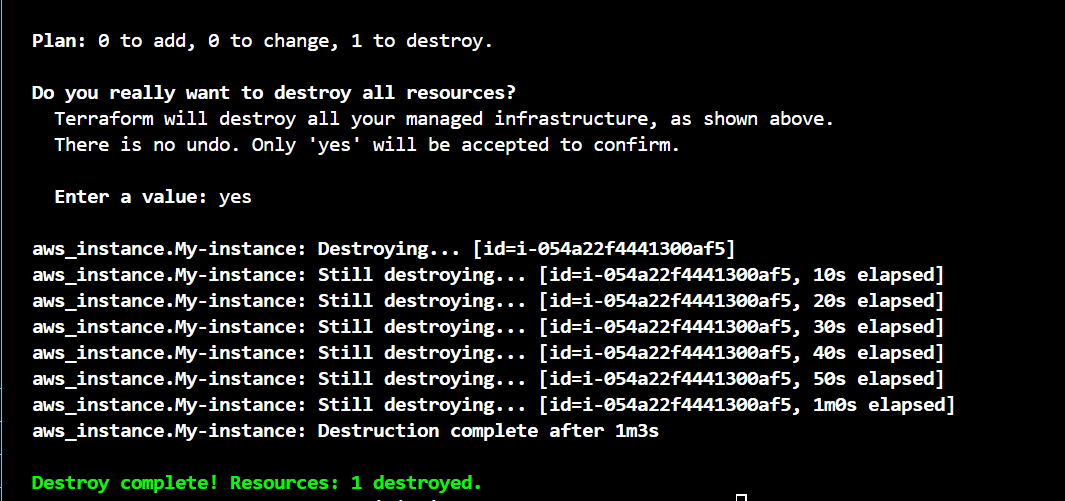 Plan: 0 to add, 0 to change, 1 to destroy.
Do you really want to destroy all resources?
Terraform will destroy all your managed infrastructure, as shown above.
There is no undo. Only 'yes' will be accepted to confirm.
Enter a value: yes
aws_instance.My-instance: Destroying... [id=i-054a22f4441300af5]
aws_instance.My-instance: Still destroying... [id=i-054a22f4441300af5, 10s elapsed]
aws_instance.My-instance: Still destroying... [id=i-054a22f4441300af5, 20s elapsed]
aws_instance.My-instance: Still destroying... [id=i-054a22f4441300af5, 30s elapsed]
aws_instance.My-instance: Still destroying... [id=i-054a22f4441300af5, 40s elapsed]
aws_instance.My-instance: Still destroying... [id=i-054a22f4441300af5, 50s elapsed]
aws_instance.My-instance: Still destroying... [id=i-054a22f4441300af5, 1m0s elapsed]
aws_instance.My-instance: Destruction complete after 1m3s
Destroy complete! Resources: 1 destroyed.